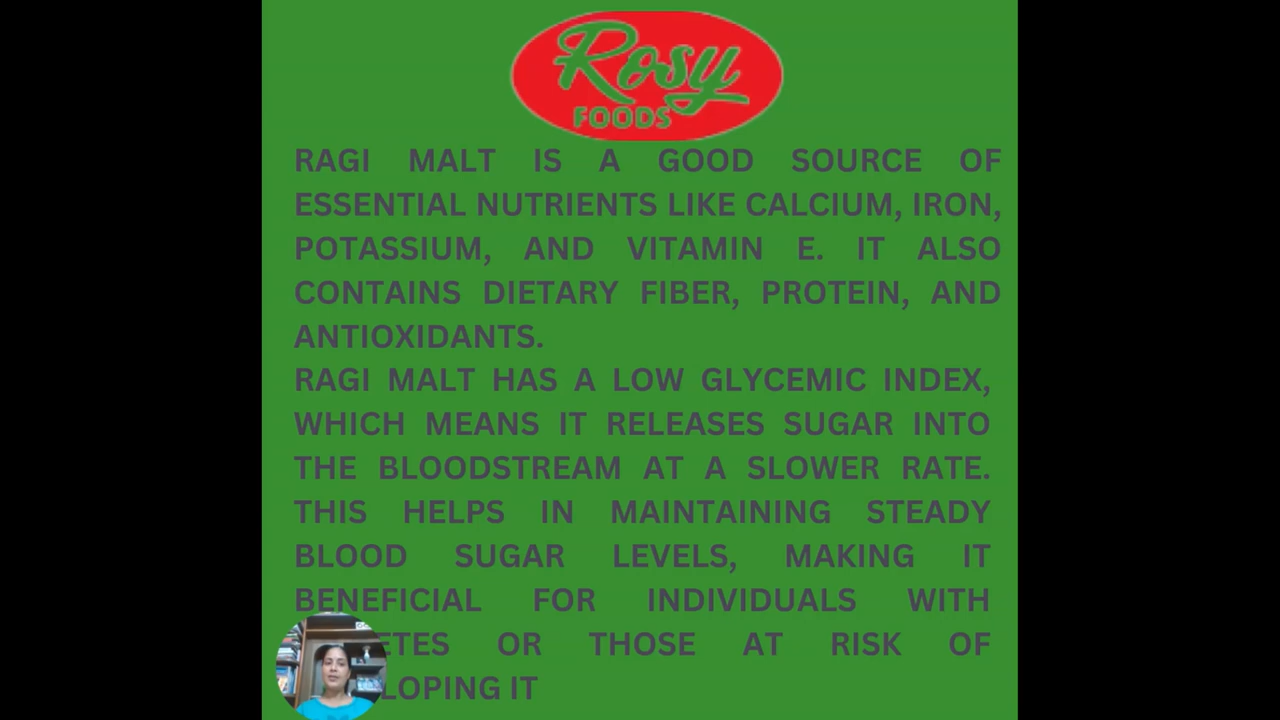 Rosy
FOODS
RAGI MALT IS A GOOD SOURCE OF
ESSENTIAL NUTRIENTS LIKE CALCIUM, IRON,
POTASSIUM, AND VITAMIN E. IT ALSO
CONTAINS DIETARY FIBER, PROTEIN, AND
ANTIOXIDANTS.
RAGI MALT HAS A LOW GLYCEMIC INDEX,
WHICH MEANS IT RELEASES SUGAR INTO
THE BLOODSTREAM AT A SLOWER RATE.
THIS HELPS IN MAINTAINING STEADY
BLOOD SUGAR LEVELS, MAKING IT
BENEFICIAL FOR INDIVIDUALS WITH
OR THOSE AT RISK OF
IT